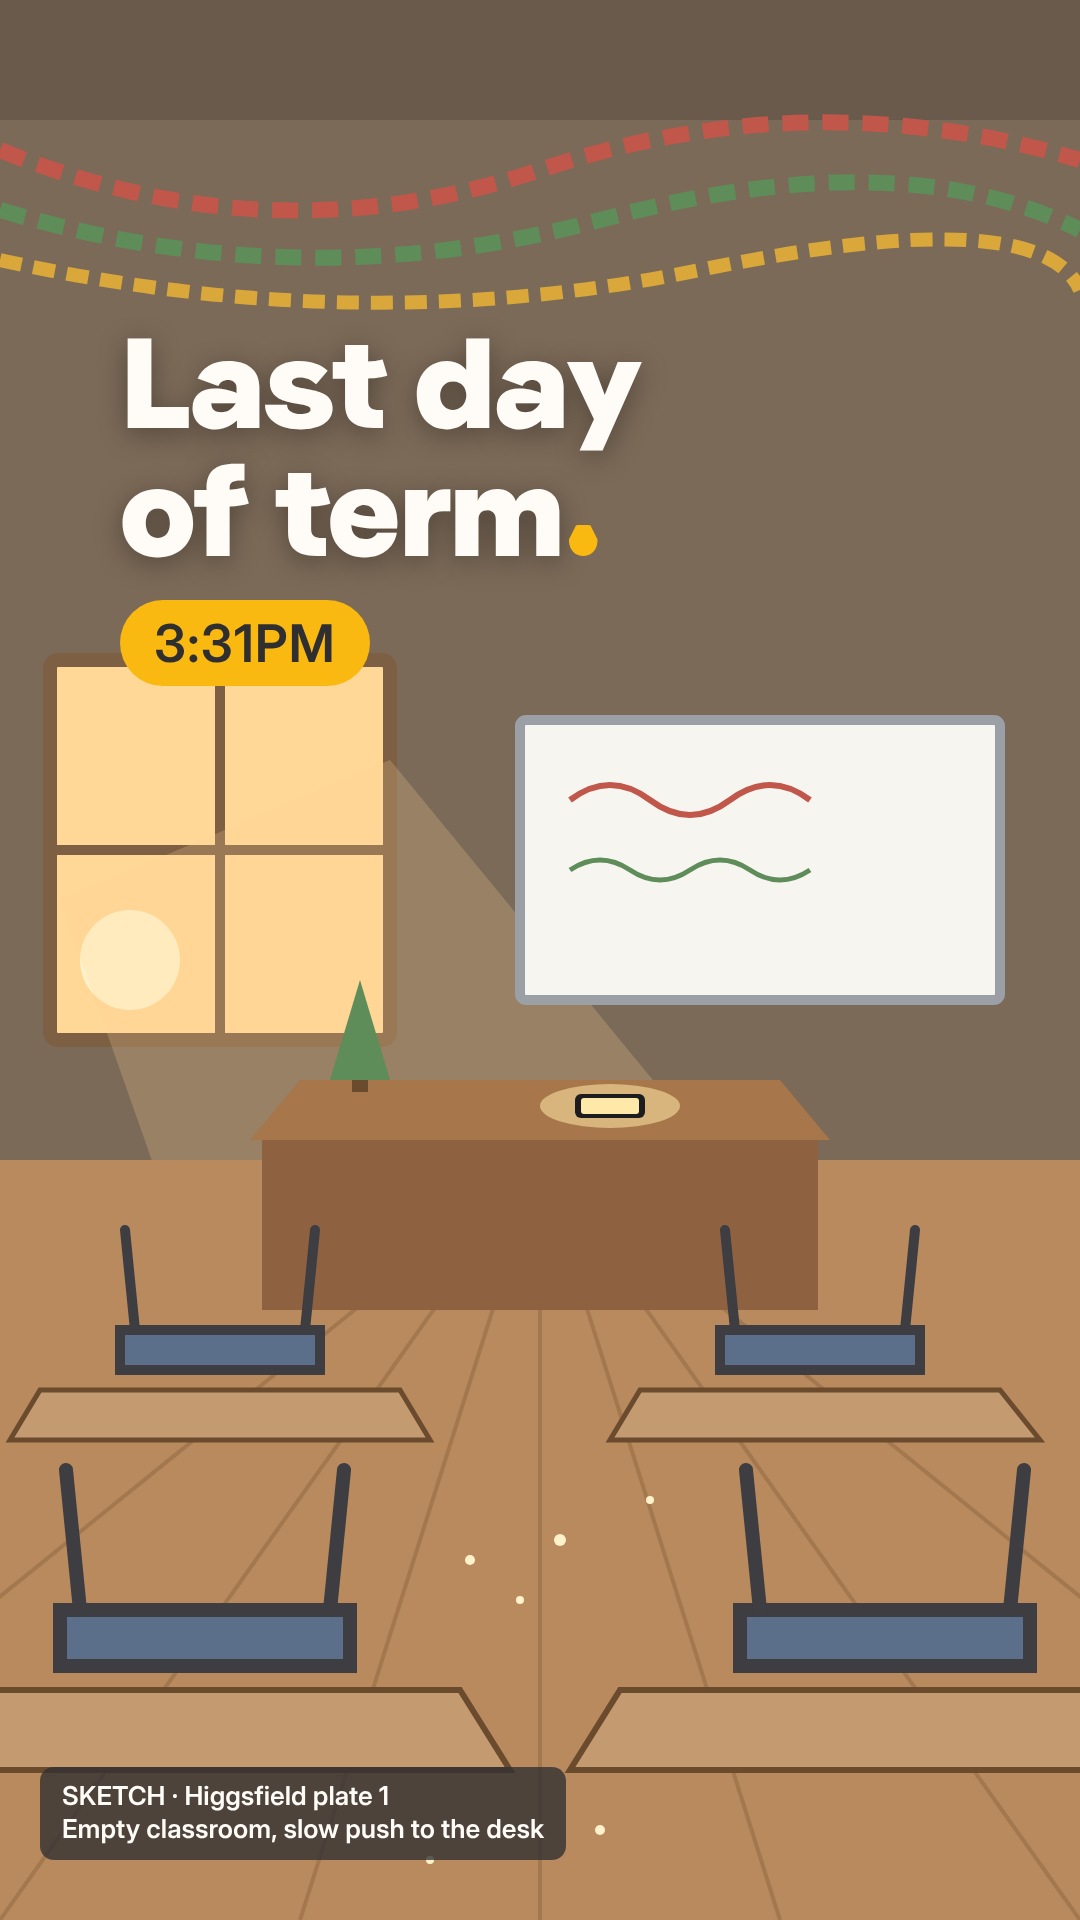 Last day
of term.
3:31PM
SKETCH · Higgsfield plate 1
Empty classroom, slow push to the desk